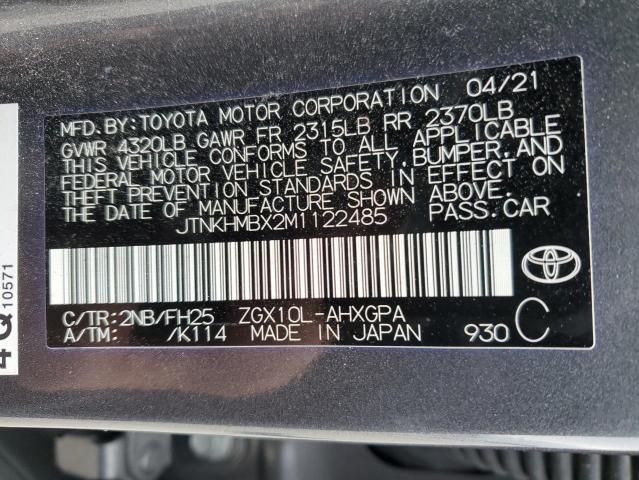 MFD. BY: TOYOTA MOTOR CORPORATION 04/21
GVWR 4320LB GAWR FR 2315LB RR 2370LB
THIS VEHICLE CONFORMS TO ALL APPLICABLE
FEDERAL MOTOR VEHICLE SAFETY, BUMPER, AND
THEFT PREVENTION STANDARDS IN EFFECT ON
THE DATE OF MANUFACTURE SHOWN ABOVE.
JTNKHMBX2M1122485 PASS. CAR
C/TR: 2NB/FH25 ZGX10L-AHXGPA
A/TM: /K114 MADE IN JAPAN 930 C
10571